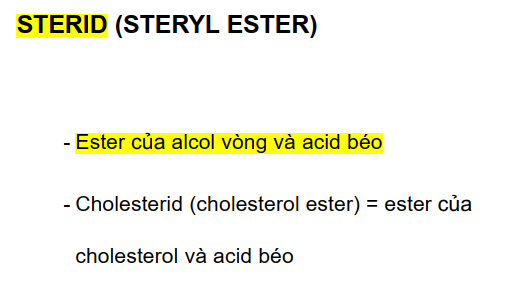 STERID (STERYL ESTER)
- Ester của alcol vòng và acid béo
- Cholesterid (cholesterol ester) = ester của
cholesterol và acid béo